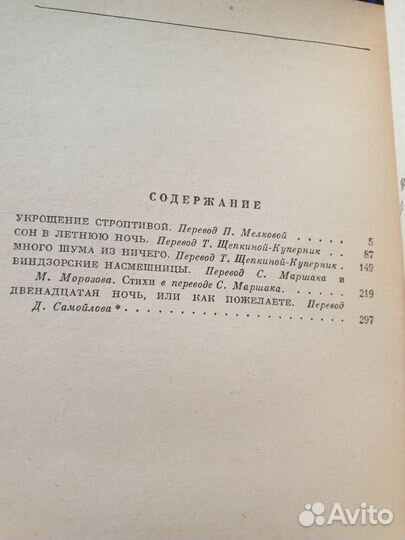 СОДЕРЖАНИЕ
УКРОЩЕНИЕ СТРОПТИВОЙ. Перевод П. Мелковой . . . . . 5
СОН В ЛЕТНЮЮ НОЧЬ. Перевод Т. Щепкиной-Куперник . . 87
МНОГО ШУМА ИЗ НИЧЕГО. Перевод Т. Щепкиной-Куперник . 149
ВИНДЗОРСКИЕ НАСМЕШНИЦЫ. Перевод С. Маршака и
М. Морозова. Стихи в переводе С. Маршака. . . . . . . 219
ДВЕНАДЦАТАЯ НОЧЬ, ИЛИ КАК ПОЖЕЛАЕТЕ. Перевод
Д. Самойлова * . . . . . . . . . . . . . . . . 297
Avito